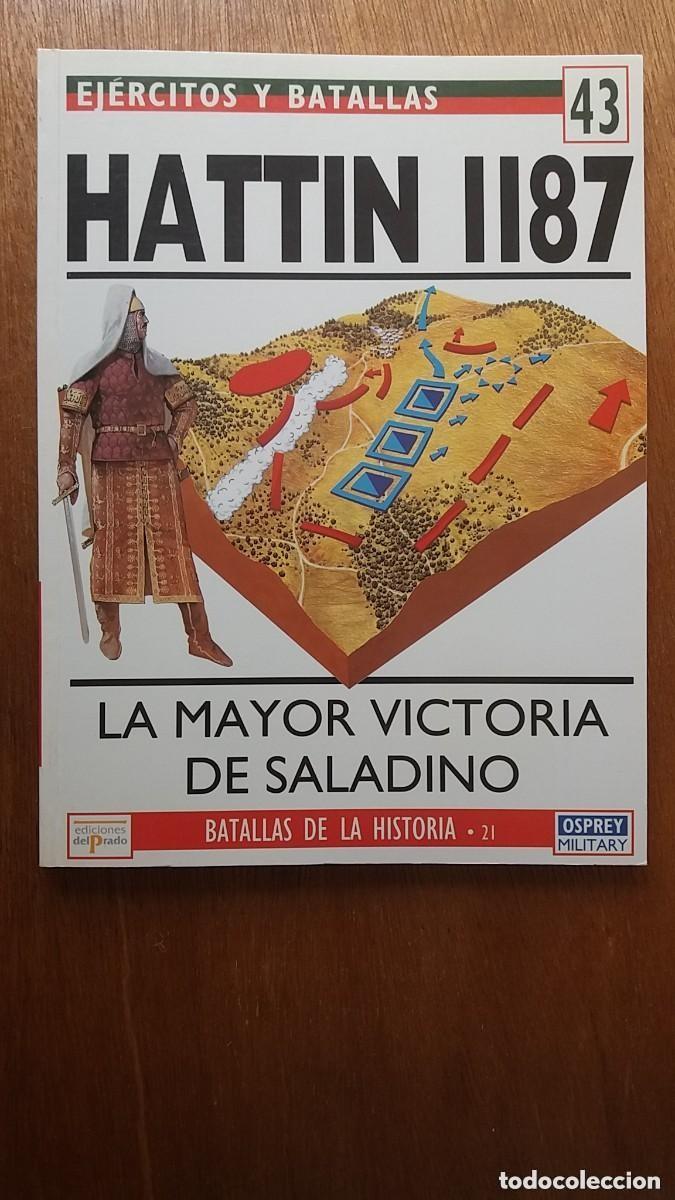 EJÉRCITOS Y BATALLAS
43
HATTIN 1187
LA MAYOR VICTORIA
DE SALADINO
ediciones
delPrado
BATALLAS DE LA HISTORIA • 21
OSPREY
MILITARY
todocoleccion